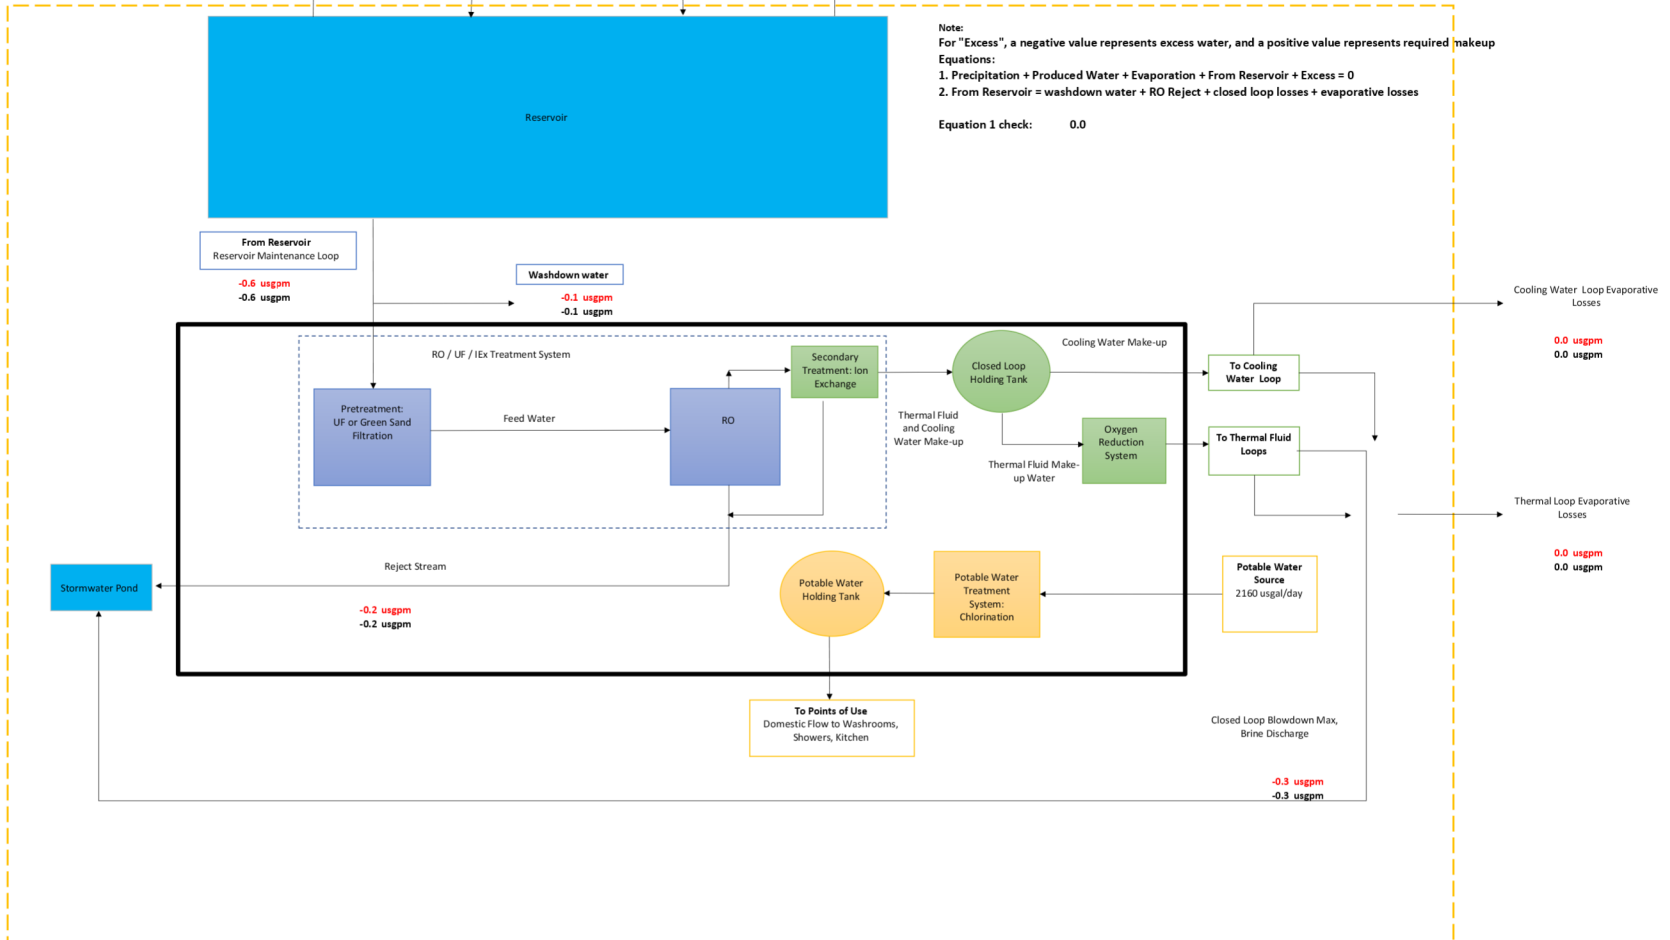 Note:
For "Excess", a negative value represents excess water, and a positive value represents required makeup
Equations:
1. Precipitation + Produced Water + Evaporation + From Reservoir + Excess = 0
2. From Reservoir = washdown water + RO Reject + closed loop losses + evaporative losses
Equation 1 check: 0.0
Reservoir
From Reservoir
Reservoir Maintenance Loop
-0.6 usgpm
-0.6 usgpm
Washdown water
-0.1 usgpm
-0.1 usgpm
Cooling Water Loop Evaporative
Losses
0.0 usgpm
0.0 usgpm
RO / UF / IEx Treatment System
Secondary
Treatment: Ion
Exchange
Closed Loop
Holding Tank
Cooling Water Make-up
To Cooling
Water Loop
Pretreatment:
UF or Green Sand
Filtration
Feed Water
RO
Thermal Fluid
and Cooling
Water Make-up
Oxygen
Reduction
System
To Thermal Fluid
Loops
Thermal Fluid Make-
up Water
Thermal Loop Evaporative
Losses
0.0 usgpm
0.0 usgpm
Stormwater Pond
Reject Stream
-0.2 usgpm
-0.2 usgpm
Potable Water
Holding Tank
Potable Water
Treatment
System:
Chlorination
Potable Water
Source
2160 usgal/day
To Points of Use
Domestic Flow to Washrooms,
Showers, Kitchen
Closed Loop Blowdown Max,
Brine Discharge
-0.3 usgpm
-0.3 usgpm